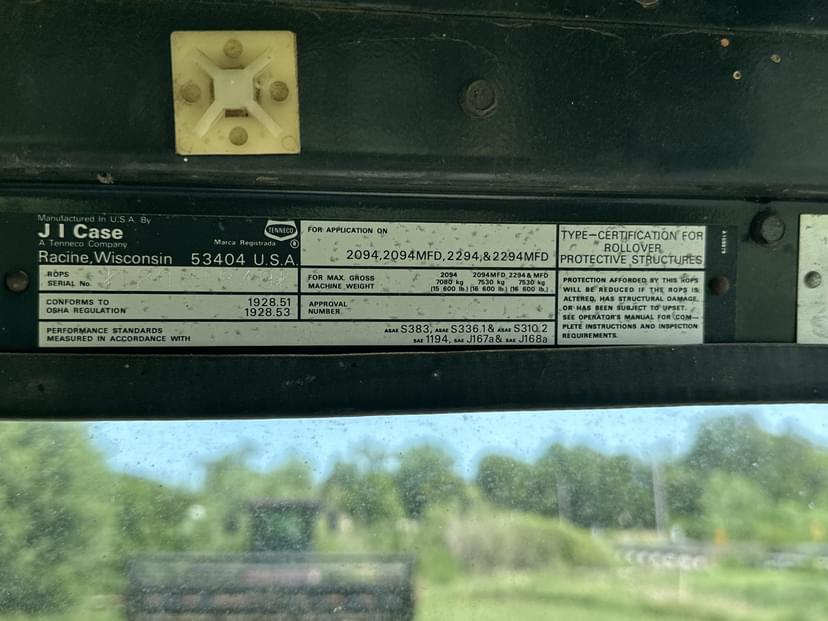 Manufactured In U.S.A. By
J I Case
A Tenneco Company
Racine, Wisconsin 53404 U.S.A.
TENNECO
Marca Registrada ®
ROPS
SERIAL No.
CONFORMS TO
OSHA REGULATION
1928.51
1928.53
PERFORMANCE STANDARDS
MEASURED IN ACCORDANCE WITH
ASAE S383, ASAE S336.1 & ASAE S310.2
SAE 1194, SAE J167a & SAE J168a
FOR APPLICATION ON
2094, 2094MFD, 2294, & 2294MFD
FOR MAX. GROSS
MACHINE WEIGHT
2094 2094MFD, 2294 & MFD
7080 kg 7530 kg 7530 kg
(15 600 lb.) (16 600 lb.) (16 600 lb.)
APPROVAL
NUMBER
TYPE-CERTIFICATION FOR
ROLLOVER
PROTECTIVE STRUCTURES
PROTECTION AFFORDED BY THIS ROPS
WILL BE REDUCED IF THE ROPS IS
ALTERED, HAS STRUCTURAL DAMAGE,
OR HAS BEEN SUBJECT TO UPSET.
SEE OPERATOR'S MANUAL FOR COM-
PLETE INSTRUCTIONS AND INSPECTION
REQUIREMENTS.